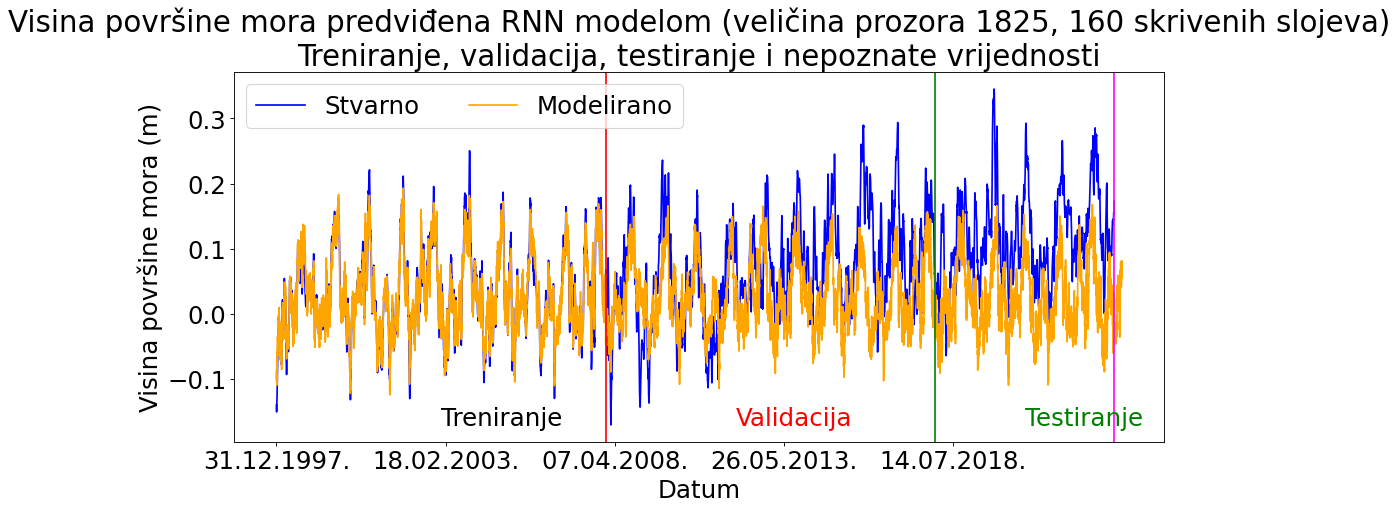 Visina površine mora predviđena RNN modelom (veličina prozora 1825, 160 skrivenih slojeva)
Treniranje, validacija, testiranje i nepoznate vrijednosti
Stvarno Modelirano
Visina površine mora (m)
0.3
0.2
0.1
0.0
−0.1
Treniranje Validacija Testiranje
31.12.1997. 18.02.2003. 07.04.2008. 26.05.2013. 14.07.2018.
Datum